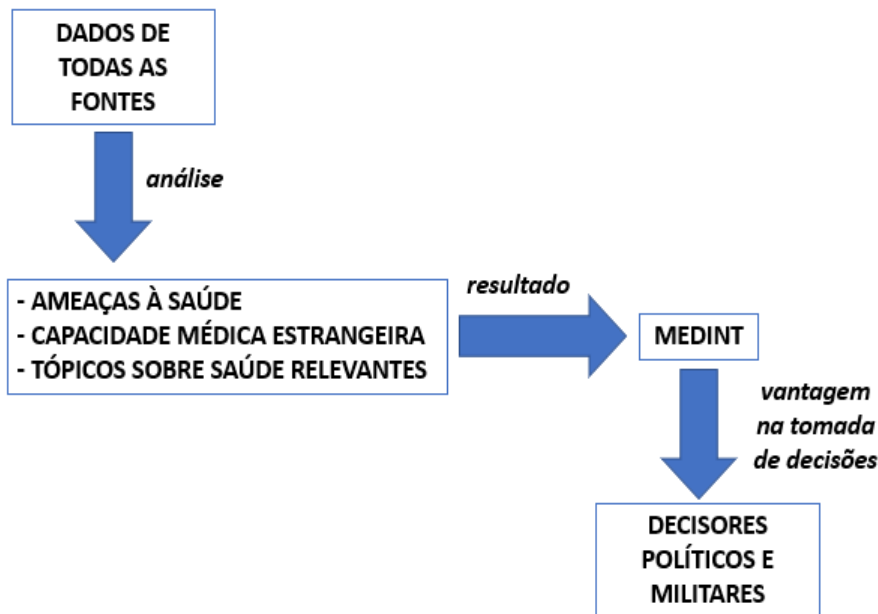 DADOS DE
TODAS AS
FONTES
análise
- AMEAÇAS À SAÚDE
- CAPACIDADE MÉDICA ESTRANGEIRA
- TÓPICOS SOBRE SAÚDE RELEVANTES
resultado
MEDINT
vantagem
na tomada
de decisões
DECISORES
POLÍTICOS E
MILITARES